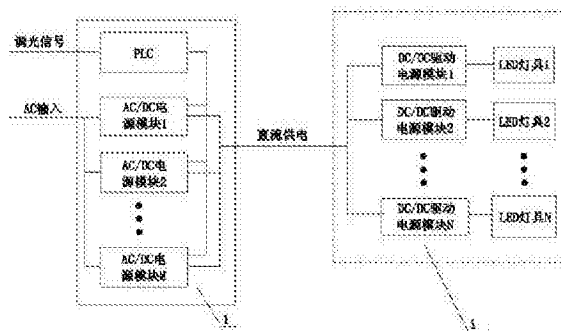 调光信号
PLC
AC输入
AC/DC电
源模块1
AC/DC电
源模块2
AC/DC电
源模块M
直流供电
DC/DC驱动
电源模块1
LED灯具1
DC/DC驱动
电源模块2
LED灯具2
DC/DC驱动
电源模块N
LED灯具N